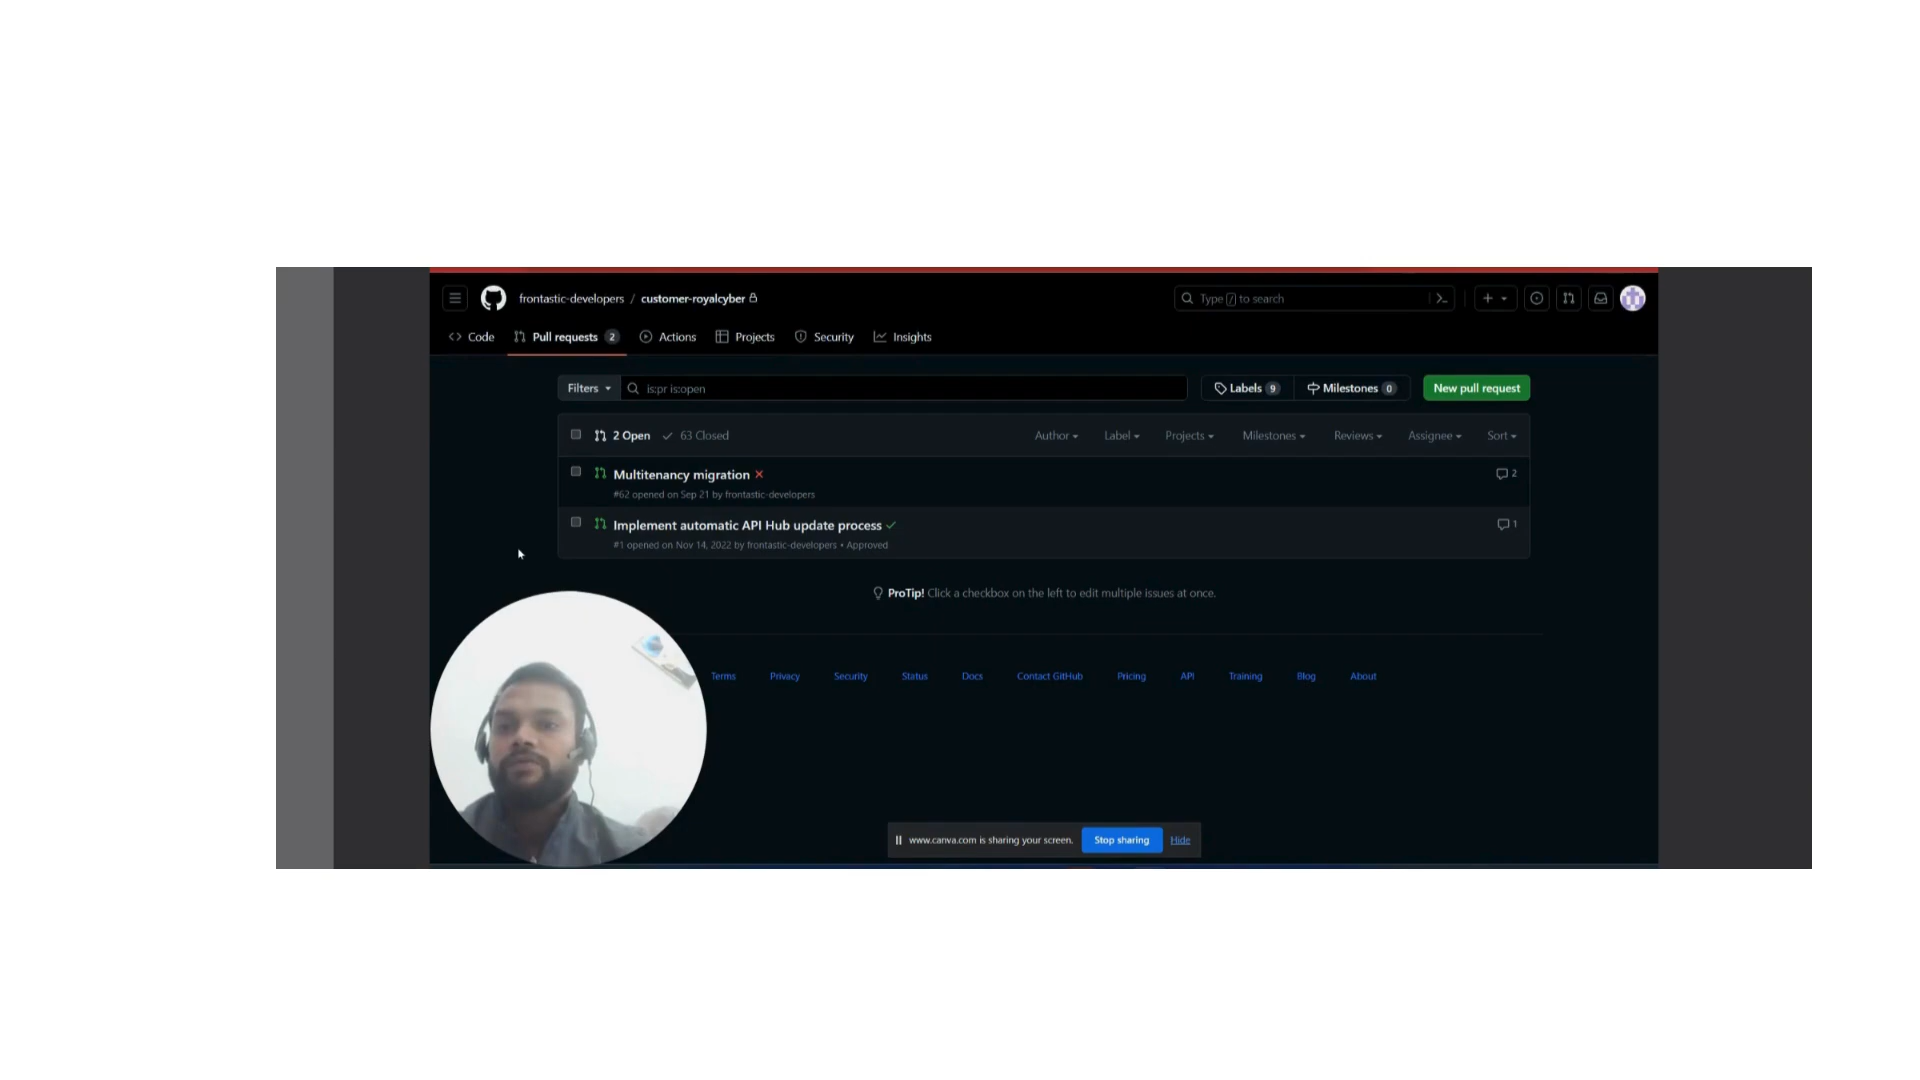 frontastic-developers / customer-royalcyber
Type / to search
Code
Pull requests 2
Actions
Projects
Security
Insights
Filters
is:pr is:open
Labels 9
Milestones 0
New pull request
2 Open
63 Closed
Author
Label
Projects
Milestones
Reviews
Assignee
Sort
Multitenancy migration
2
#62 opened on Sep 21 by frontastic-developers
Implement automatic API Hub update process
1
#1 opened on Nov 14, 2022 by frontastic-developers • Approved
ProTip! Click a checkbox on the left to edit multiple issues at once.
Terms
Privacy
Security
Status
Docs
Contact GitHub
Pricing
API
Training
Blog
About
www.canva.com is sharing your screen.
Stop sharing
Hide